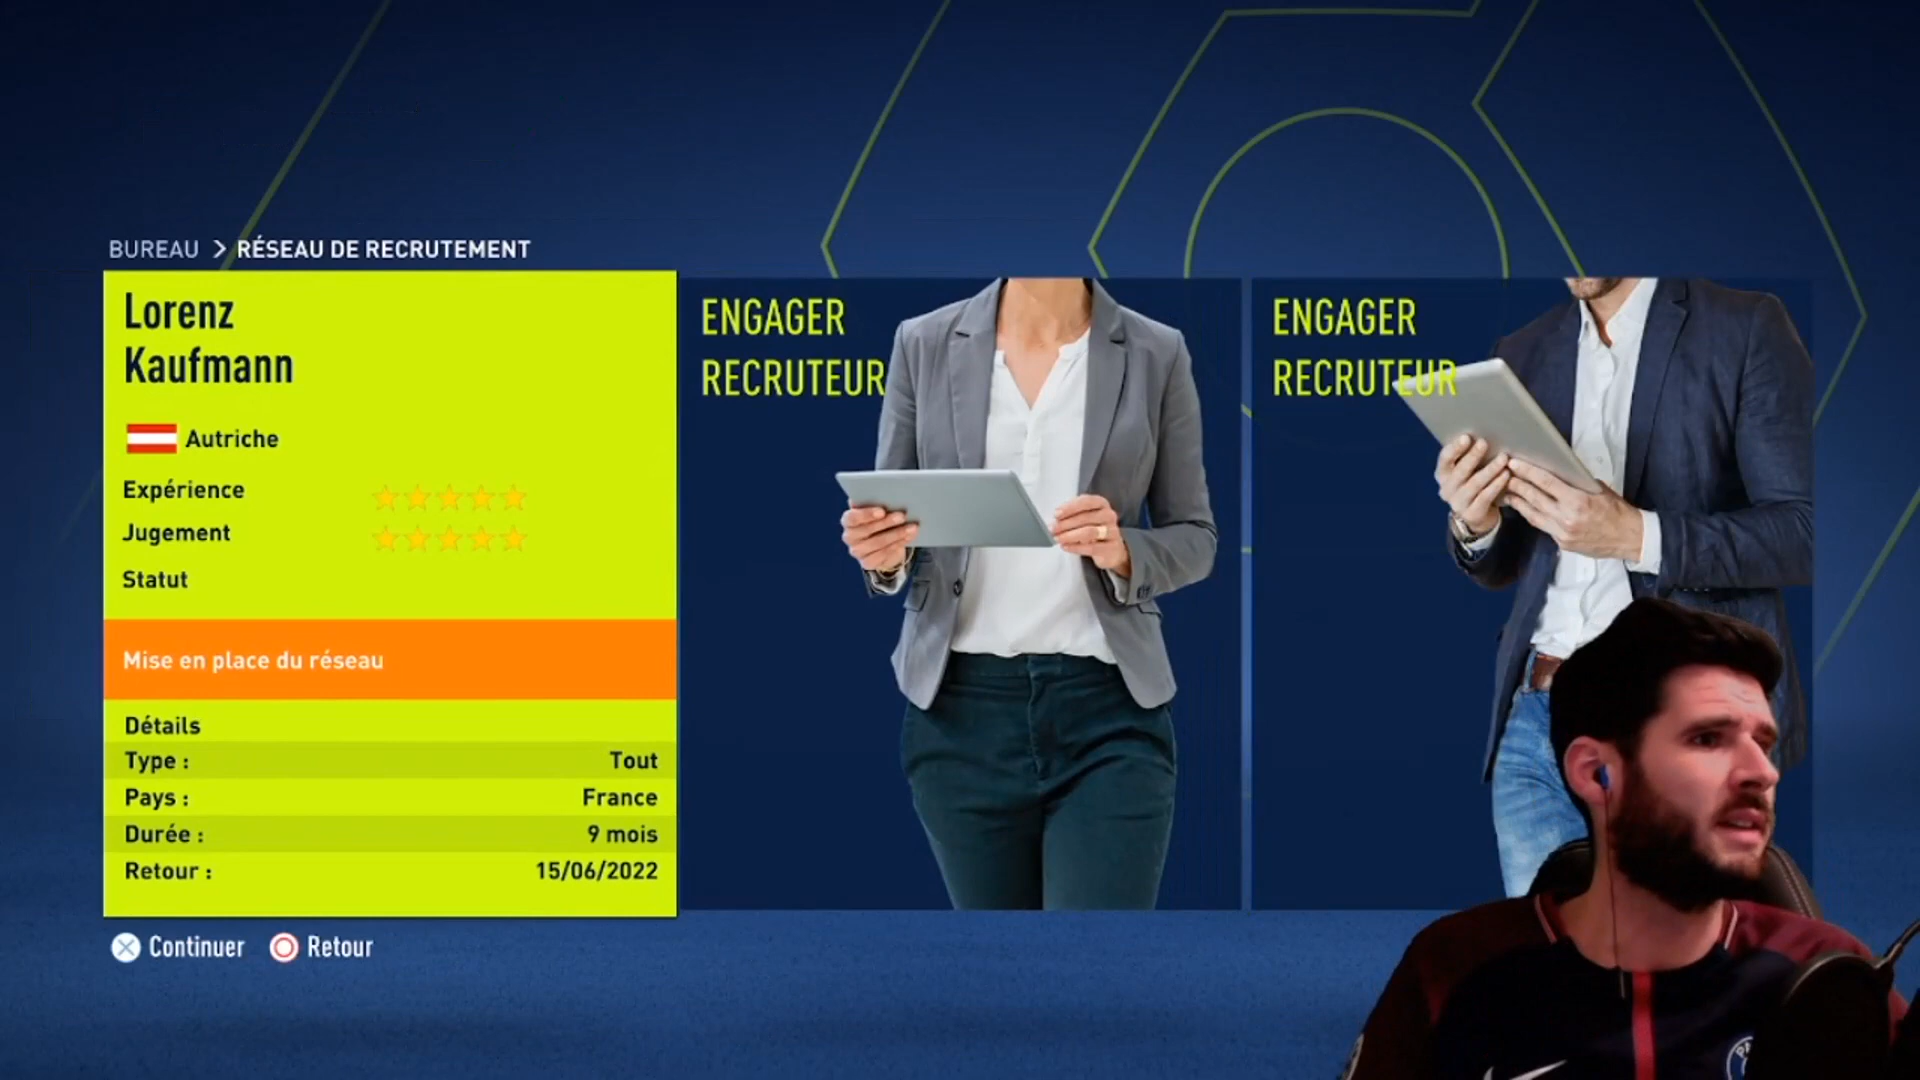 BUREAU > RÉSEAU DE RECRUTEMENT
Lorenz
Kaufmann
Autriche
Expérience
Jugement
Statut
Mise en place du réseau
Détails
Type : Tout
Pays : France
Durée : 9 mois
Retour : 15/06/2022
ENGAGER
RECRUTEUR
ENGAGER
RECRUTEUR
Continuer Retour